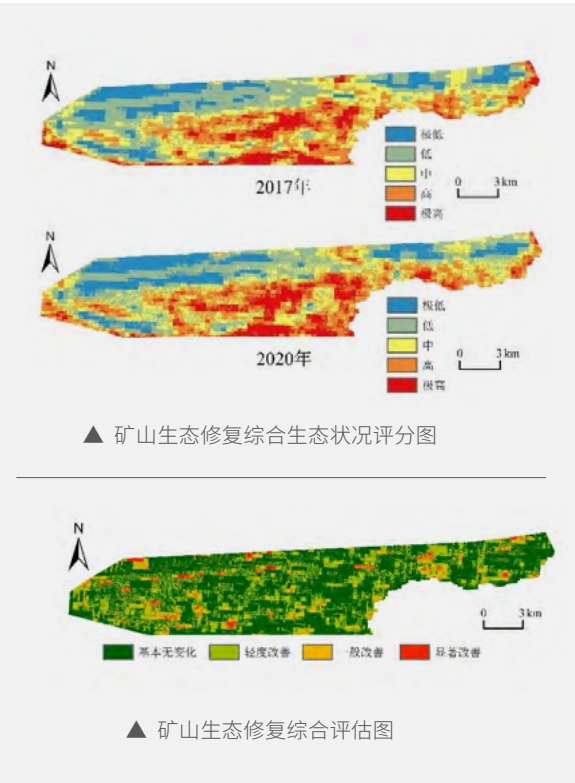 N
极低
低
中
高
极高
0 3km
2017年
N
极低
低
中
高
极高
0 3km
2020年
▲ 矿山生态修复综合生态状况评分图
N
0 3km
基本无变化 轻度改善 一般改善 显著改善
▲ 矿山生态修复综合评估图